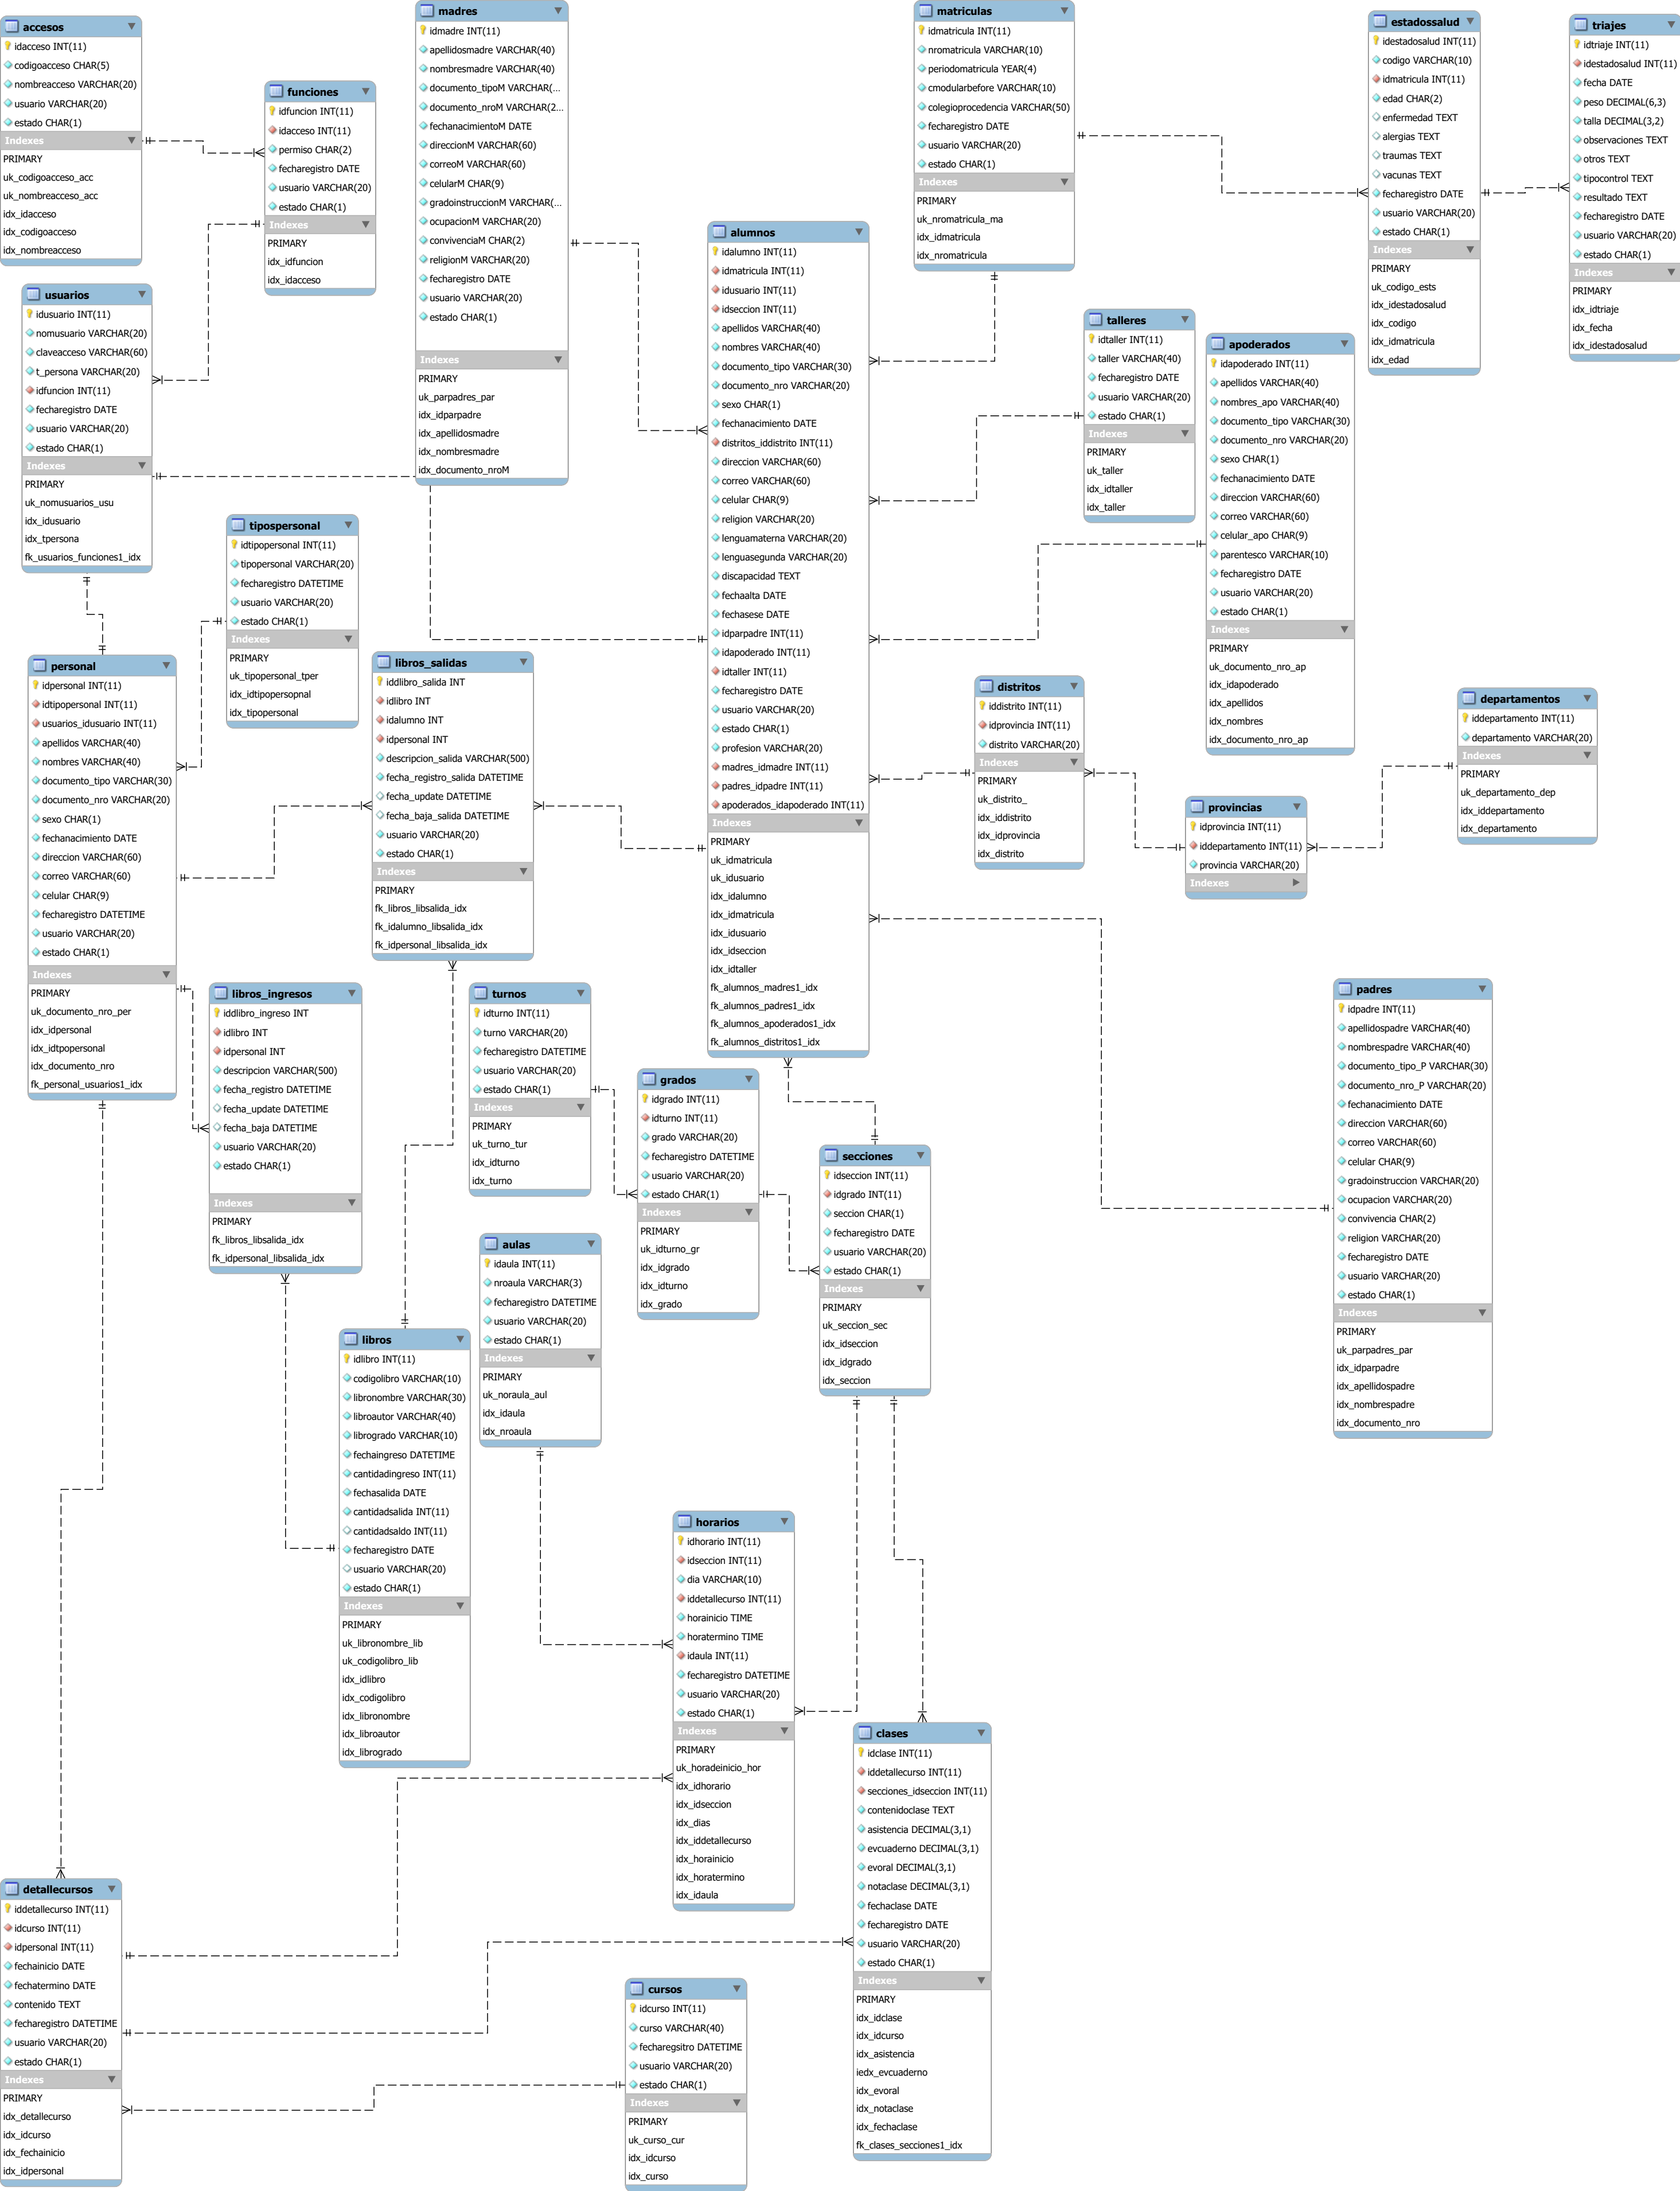 accesos
idacceso INT(11)
codigoacceso CHAR(5)
nombreacceso VARCHAR(20)
usuario VARCHAR(20)
estado CHAR(1)
Indexes
PRIMARY
uk_codigoacceso_acc
uk_nombreacceso_acc
idx_idacceso
idx_codigoacceso
idx_nombreacceso
funciones
idfuncion INT(11)
idacceso INT(11)
permiso CHAR(2)
fecharegistro DATE
usuario VARCHAR(20)
estado CHAR(1)
Indexes
PRIMARY
idx_idfuncion
idx_idacceso
madres
idmadre INT(11)
apellidosmadre VARCHAR(40)
nombresmadre VARCHAR(40)
documento_tipoM VARCHAR(...
documento_nroM VARCHAR(2...
fechanacimientoM DATE
direccionM VARCHAR(60)
correoM VARCHAR(60)
celularM CHAR(9)
gradoinstruccionM VARCHAR(...
ocupacionM VARCHAR(20)
convivenciaM CHAR(2)
religionM VARCHAR(20)
fecharegistro DATE
usuario VARCHAR(20)
estado CHAR(1)
Indexes
PRIMARY
uk_parpadres_par
idx_idparpadre
idx_apellidosmadre
idx_nombresmadre
idx_documento_nroM
matriculas
idmatricula INT(11)
nromatricula VARCHAR(10)
periodomatricula YEAR(4)
cmodularbefore VARCHAR(10)
colegioprocedencia VARCHAR(50)
fecharegistro DATE
usuario VARCHAR(20)
estado CHAR(1)
Indexes
PRIMARY
uk_nromatricula_ma
idx_idmatricula
idx_nromatricula
estadossalud
idestadosalud INT(11)
codigo VARCHAR(10)
idmatricula INT(11)
edad CHAR(2)
enfermedad TEXT
alergias TEXT
traumas TEXT
vacunas TEXT
fecharegistro DATE
usuario VARCHAR(20)
estado CHAR(1)
Indexes
PRIMARY
uk_codigo_ests
idx_idestadosalud
idx_codigo
idx_idmatricula
idx_edad
triajes
idtriaje INT(11)
idestadosalud INT(11)
fecha DATE
peso DECIMAL(6,3)
talla DECIMAL(3,2)
observaciones TEXT
otros TEXT
tipocontrol TEXT
resultado TEXT
fecharegistro DATE
usuario VARCHAR(20)
estado CHAR(1)
Indexes
PRIMARY
idx_idtriaje
idx_fecha
idx_idestadosalud
usuarios
idusuario INT(11)
nomusuario VARCHAR(20)
claveacceso VARCHAR(60)
t_persona VARCHAR(20)
idfuncion INT(11)
fecharegistro DATE
usuario VARCHAR(20)
estado CHAR(1)
Indexes
PRIMARY
uk_nomusuarios_usu
idx_idusuario
idx_tpersona
fk_usuarios_funciones1_idx
alumnos
idalumno INT(11)
idmatricula INT(11)
idusuario INT(11)
idseccion INT(11)
apellidos VARCHAR(40)
nombres VARCHAR(40)
documento_tipo VARCHAR(30)
documento_nro VARCHAR(20)
sexo CHAR(1)
fechanacimiento DATE
distritos_iddistrito INT(11)
direccion VARCHAR(60)
correo VARCHAR(60)
celular CHAR(9)
religion VARCHAR(20)
lenguamaterna VARCHAR(20)
lenguasegunda VARCHAR(20)
discapacidad TEXT
fechaalta DATE
fechasese DATE
idparpadre INT(11)
idapoderado INT(11)
idtaller INT(11)
fecharegistro DATE
usuario VARCHAR(20)
estado CHAR(1)
profesion VARCHAR(20)
madres_idmadre INT(11)
padres_idpadre INT(11)
apoderados_idapoderado INT(11)
Indexes
PRIMARY
uk_idmatricula
uk_idusuario
idx_idalumno
idx_idmatricula
idx_idusuario
idx_idseccion
idx_idtaller
fk_alumnos_madres1_idx
fk_alumnos_padres1_idx
fk_alumnos_apoderados1_idx
fk_alumnos_distritos1_idx
talleres
idtaller INT(11)
taller VARCHAR(40)
fecharegistro DATE
usuario VARCHAR(20)
estado CHAR(1)
Indexes
PRIMARY
uk_taller
idx_idtaller
idx_taller
apoderados
idapoderado INT(11)
apellidos VARCHAR(40)
nombres_apo VARCHAR(40)
documento_tipo VARCHAR(30)
documento_nro VARCHAR(20)
sexo CHAR(1)
fechanacimiento DATE
direccion VARCHAR(60)
correo VARCHAR(60)
celular_apo CHAR(9)
parentesco VARCHAR(10)
fecharegistro DATE
usuario VARCHAR(20)
estado CHAR(1)
Indexes
PRIMARY
uk_documento_nro_ap
idx_idapoderado
idx_apellidos
idx_nombres
idx_documento_nro_ap
tipospersonal
idtipopersonal INT(11)
tipopersonal VARCHAR(20)
fecharegistro DATETIME
usuario VARCHAR(20)
estado CHAR(1)
Indexes
PRIMARY
uk_tipopersonal_tper
idx_idtipopersopnal
idx_tipopersonal
personal
idpersonal INT(11)
idtipopersonal INT(11)
usuarios_idusuario INT(11)
apellidos VARCHAR(40)
nombres VARCHAR(40)
documento_tipo VARCHAR(30)
documento_nro VARCHAR(20)
sexo CHAR(1)
fechanacimiento DATE
direccion VARCHAR(60)
correo VARCHAR(60)
celular CHAR(9)
fecharegistro DATETIME
usuario VARCHAR(20)
estado CHAR(1)
Indexes
PRIMARY
uk_documento_nro_per
idx_idpersonal
idx_idtpopersonal
idx_documento_nro
fk_personal_usuarios1_idx
libros_salidas
iddlibro_salida INT
idlibro INT
idalumno INT
idpersonal INT
descripcion_salida VARCHAR(500)
fecha_registro_salida DATETIME
fecha_update DATETIME
fecha_baja_salida DATETIME
usuario VARCHAR(20)
estado CHAR(1)
Indexes
PRIMARY
fk_libros_libsalida_idx
fk_idalumno_libsalida_idx
fk_idpersonal_libsalida_idx
distritos
iddistrito INT(11)
idprovincia INT(11)
distrito VARCHAR(20)
Indexes
PRIMARY
uk_distrito_
idx_iddistrito
idx_idprovincia
idx_distrito
departamentos
iddepartamento INT(11)
departamento VARCHAR(20)
Indexes
PRIMARY
uk_departamento_dep
idx_iddepartamento
idx_departamento
provincias
idprovincia INT(11)
iddepartamento INT(11)
provincia VARCHAR(20)
Indexes
libros_ingresos
iddlibro_ingreso INT
idlibro INT
idpersonal INT
descripcion VARCHAR(500)
fecha_registro DATETIME
fecha_update DATETIME
fecha_baja DATETIME
usuario VARCHAR(20)
estado CHAR(1)
Indexes
PRIMARY
fk_libros_libsalida_idx
fk_idpersonal_libsalida_idx
turnos
idturno INT(11)
turno VARCHAR(20)
fecharegistro DATETIME
usuario VARCHAR(20)
estado CHAR(1)
Indexes
PRIMARY
uk_turno_tur
idx_idturno
idx_turno
grados
idgrado INT(11)
idturno INT(11)
grado VARCHAR(20)
fecharegistro DATETIME
usuario VARCHAR(20)
estado CHAR(1)
Indexes
PRIMARY
uk_idturno_gr
idx_idgrado
idx_idturno
idx_grado
secciones
idseccion INT(11)
idgrado INT(11)
seccion CHAR(1)
fecharegistro DATE
usuario VARCHAR(20)
estado CHAR(1)
Indexes
PRIMARY
uk_seccion_sec
idx_idseccion
idx_idgrado
idx_seccion
padres
idpadre INT(11)
apellidospadre VARCHAR(40)
nombrespadre VARCHAR(40)
documento_tipo_P VARCHAR(30)
documento_nro_P VARCHAR(20)
fechanacimiento DATE
direccion VARCHAR(60)
correo VARCHAR(60)
celular CHAR(9)
gradoinstruccion VARCHAR(20)
ocupacion VARCHAR(20)
convivencia CHAR(2)
religion VARCHAR(20)
fecharegistro DATE
usuario VARCHAR(20)
estado CHAR(1)
Indexes
PRIMARY
uk_parpadres_par
idx_idparpadre
idx_apellidospadre
idx_nombrespadre
idx_documento_nro
aulas
idaula INT(11)
nroaula VARCHAR(3)
fecharegistro DATETIME
usuario VARCHAR(20)
estado CHAR(1)
Indexes
PRIMARY
uk_noraula_aul
idx_idaula
idx_nroaula
libros
idlibro INT(11)
codigolibro VARCHAR(10)
libronombre VARCHAR(30)
libroautor VARCHAR(40)
librogrado VARCHAR(10)
fechaingreso DATETIME
cantidadingreso INT(11)
fechasalida DATE
cantidadsalida INT(11)
cantidadsaldo INT(11)
fecharegistro DATE
usuario VARCHAR(20)
estado CHAR(1)
Indexes
PRIMARY
uk_libronombre_lib
uk_codigolibro_lib
idx_idlibro
idx_codigolibro
idx_libronombre
idx_libroautor
idx_librogrado
horarios
idhorario INT(11)
idseccion INT(11)
dia VARCHAR(10)
iddetallecurso INT(11)
horainicio TIME
horatermino TIME
idaula INT(11)
fecharegistro DATETIME
usuario VARCHAR(20)
estado CHAR(1)
Indexes
PRIMARY
uk_horadeinicio_hor
idx_idhorario
idx_idseccion
idx_dias
idx_iddetallecurso
idx_horainicio
idx_horatermino
idx_idaula
clases
idclase INT(11)
iddetallecurso INT(11)
secciones_idseccion INT(11)
contenidoclase TEXT
asistencia DECIMAL(3,1)
evcuaderno DECIMAL(3,1)
evoral DECIMAL(3,1)
notaclase DECIMAL(3,1)
fechaclase DATE
fecharegistro DATE
usuario VARCHAR(20)
estado CHAR(1)
Indexes
PRIMARY
idx_idclase
idx_idcurso
idx_asistencia
iedx_evcuaderno
idx_evoral
idx_notaclase
idx_fechaclase
fk_clases_secciones1_idx
detallecursos
iddetallecurso INT(11)
idcurso INT(11)
idpersonal INT(11)
fechainicio DATE
fechatermino DATE
contenido TEXT
fecharegistro DATETIME
usuario VARCHAR(20)
estado CHAR(1)
Indexes
PRIMARY
idx_detallecurso
idx_idcurso
idx_fechainicio
idx_idpersonal
cursos
idcurso INT(11)
curso VARCHAR(40)
fecharegsitro DATETIME
usuario VARCHAR(20)
estado CHAR(1)
Indexes
PRIMARY
uk_curso_cur
idx_idcurso
idx_curso